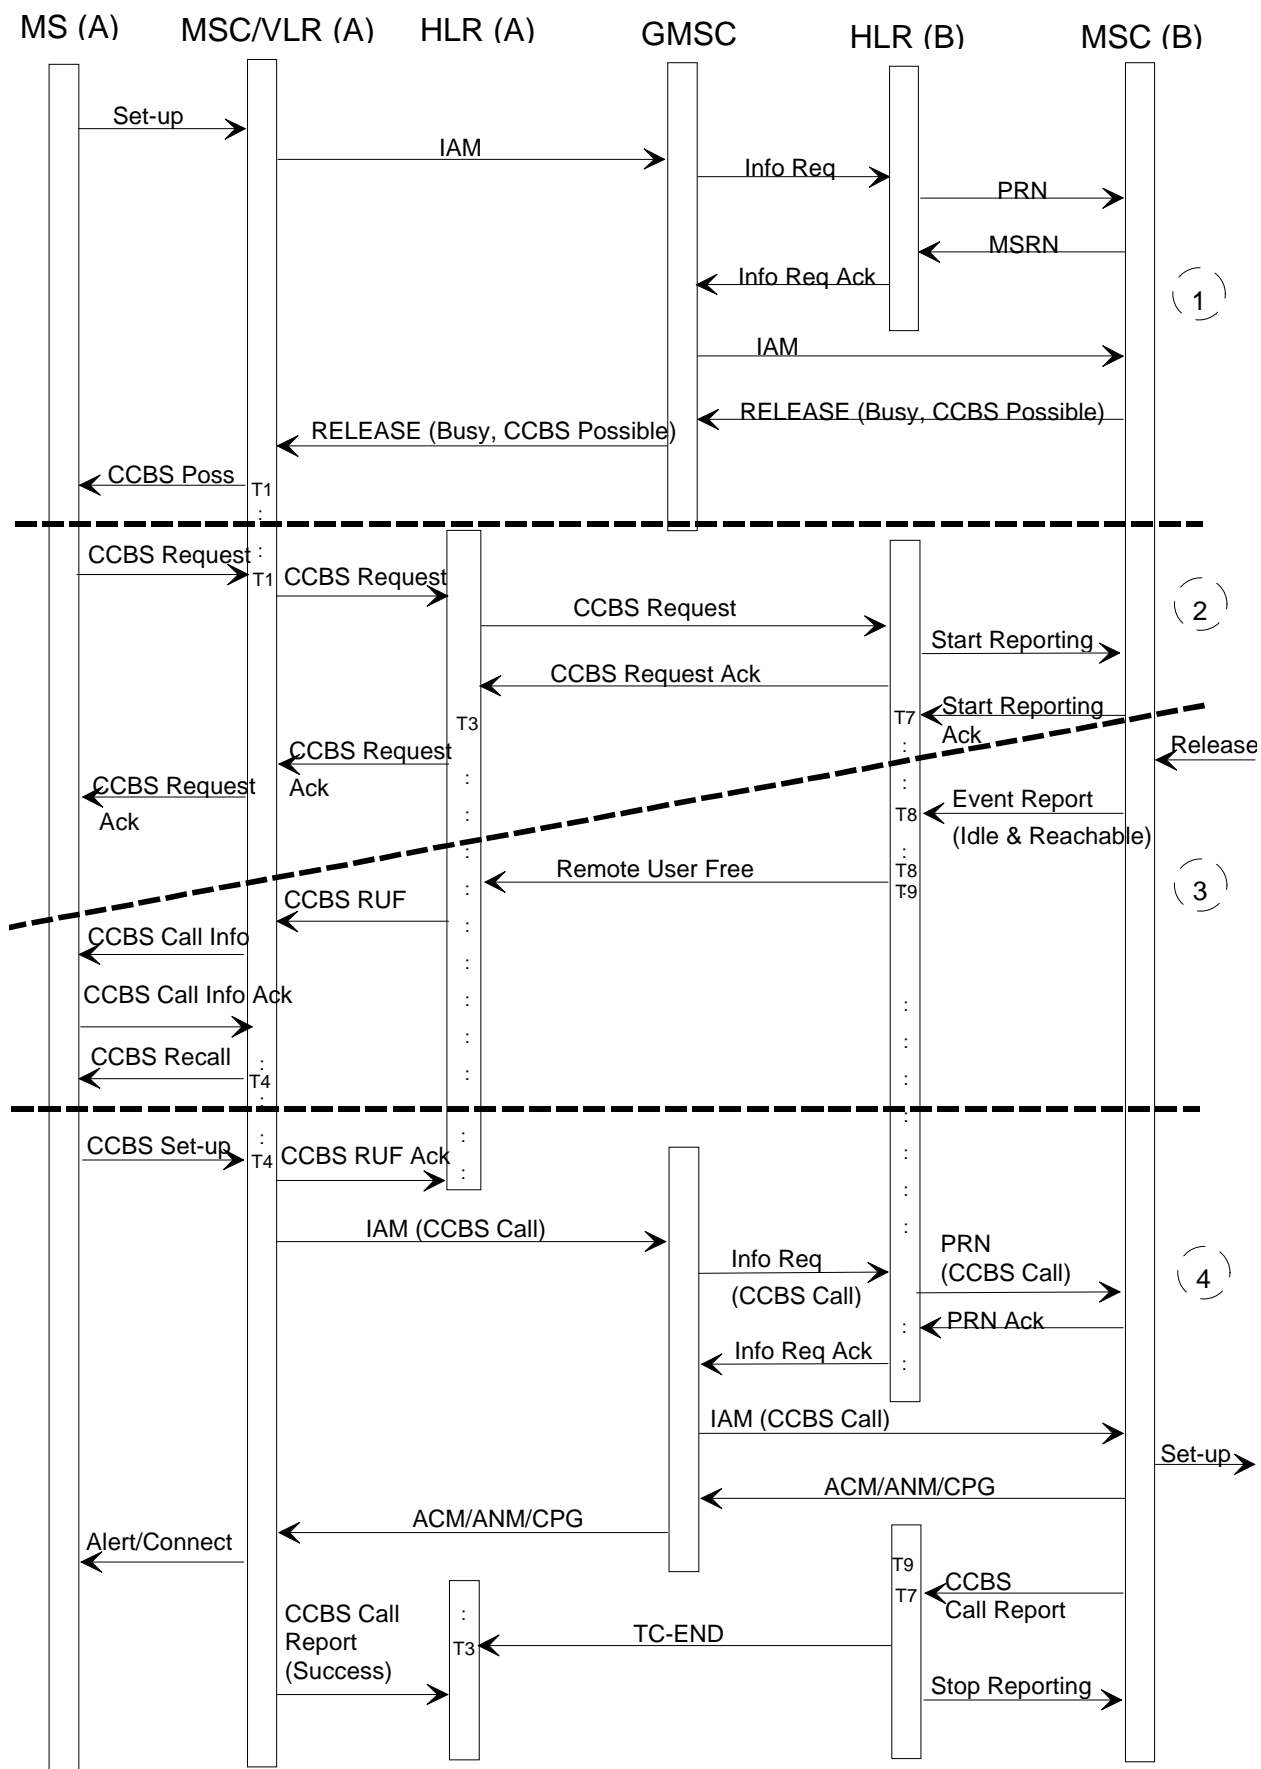 MS (A)
MSC/VLR (A)
HLR (A)
GMSC
HLR (B)
MSC (B)
Set-up
IAM
Info Req
PRN
MSRN
Info Req Ack
1
IAM
RELEASE (Busy, CCBS Possible)
RELEASE (Busy, CCBS Possible)
CCBS Poss
T1
:
CCBS Request
:
T1
CCBS Request
CCBS Request
2
Start Reporting
CCBS Request Ack
T3
T7
Start Reporting
Ack
Release
CCBS Request
Ack
CCBS Request
Ack
T8
Event Report
(Idle & Reachable)
Remote User Free
T8
T9
3
CCBS RUF
CCBS Call Info
CCBS Call Info Ack
CCBS Recall
T4
CCBS Set-up
T4
CCBS RUF Ack
IAM (CCBS Call)
Info Req
(CCBS Call)
PRN
(CCBS Call)
4
PRN Ack
Info Req Ack
IAM (CCBS Call)
Set-up
ACM/ANM/CPG
ACM/ANM/CPG
Alert/Connect
T9
T7
CCBS
Call Report
CCBS Call
Report
(Success)
T3
TC-END
Stop Reporting